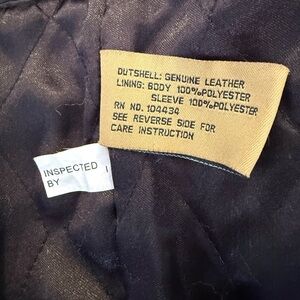 OUTSHELL: GENUINE LEATHER
LINING: BODY 100%POLYESTER
SLEEVE 100%POLYESTER
RN NO. 104434
SEE REVERSE SIDE FOR
CARE INSTRUCTION
INSPECTED
BY
1